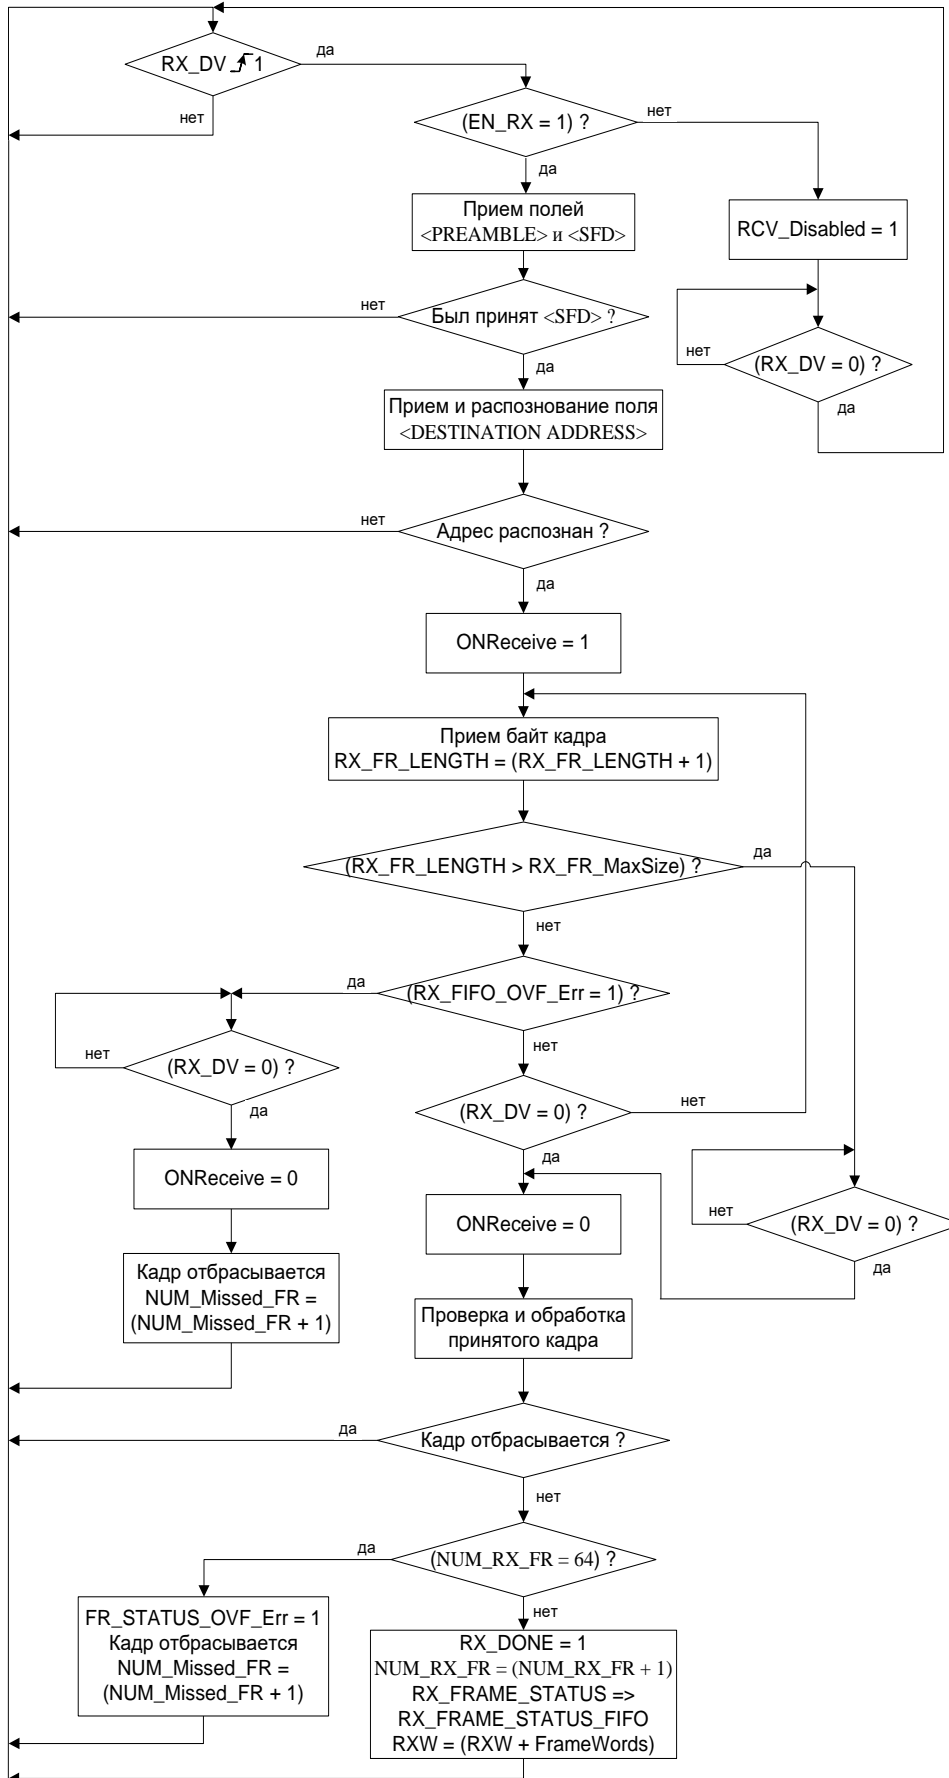 RX_DV 1
да
нет
(EN_RX = 1) ?
нет
да
Прием полей
<PREAMBLE> и <SFD>
RCV_Disabled = 1
нет
Был принят <SFD> ?
да
(RX_DV = 0) ?
нет
да
Прием и распознование поля
<DESTINATION ADDRESS>
нет
Адрес распознан ?
да
ONReceive = 1
Прием байт кадра
RX_FR_LENGTH = (RX_FR_LENGTH + 1)
(RX_FR_LENGTH > RX_FR_MaxSize) ?
да
нет
да
(RX_FIFO_OVF_Err = 1) ?
нет
(RX_DV = 0) ?
нет
да
(RX_DV = 0) ?
нет
да
ONReceive = 0
ONReceive = 0
нет
(RX_DV = 0) ?
да
Кадр отбрасывается
NUM_Missed_FR =
(NUM_Missed_FR + 1)
Проверка и обработка
принятого кадра
да
Кадр отбрасывается ?
нет
да
(NUM_RX_FR = 64) ?
нет
FR_STATUS_OVF_Err = 1
Кадр отбрасывается
NUM_Missed_FR =
(NUM_Missed_FR + 1)
RX_DONE = 1
NUM_RX_FR = (NUM_RX_FR + 1)
RX_FRAME_STATUS =>
RX_FRAME_STATUS_FIFO
RXW = (RXW + FrameWords)